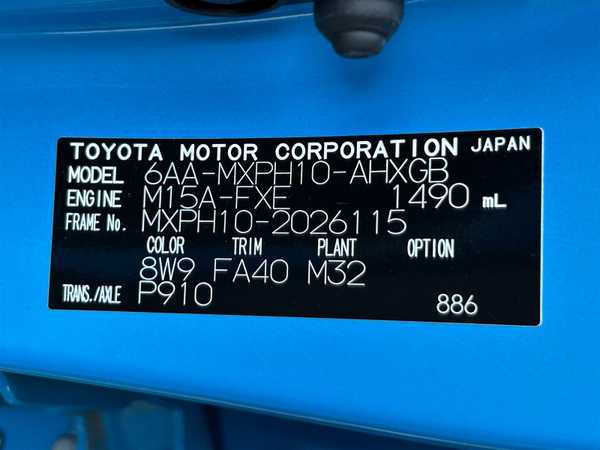 TOYOTA MOTOR CORPORATION JAPAN
MODEL 6AA-MXPH10-AHXGB
ENGINE M15A-FXE 1490 mL
FRAME No. MXPH10-2026115
COLOR TRIM PLANT OPTION
8W9 FA40 M32
TRANS./AXLE P910 886